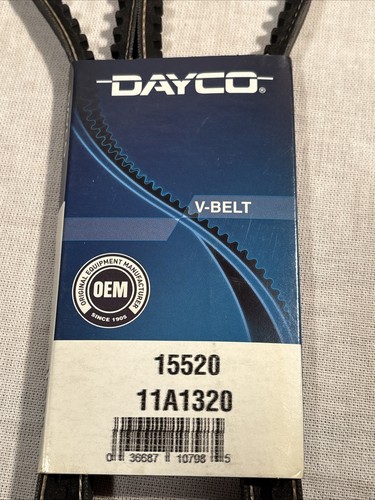 DAYCO®
V-BELT
ORIGINAL EQUIPMENT MANUFACTURER
OEM
SINCE 1905
15520
11A1320
0 36687 10798 5